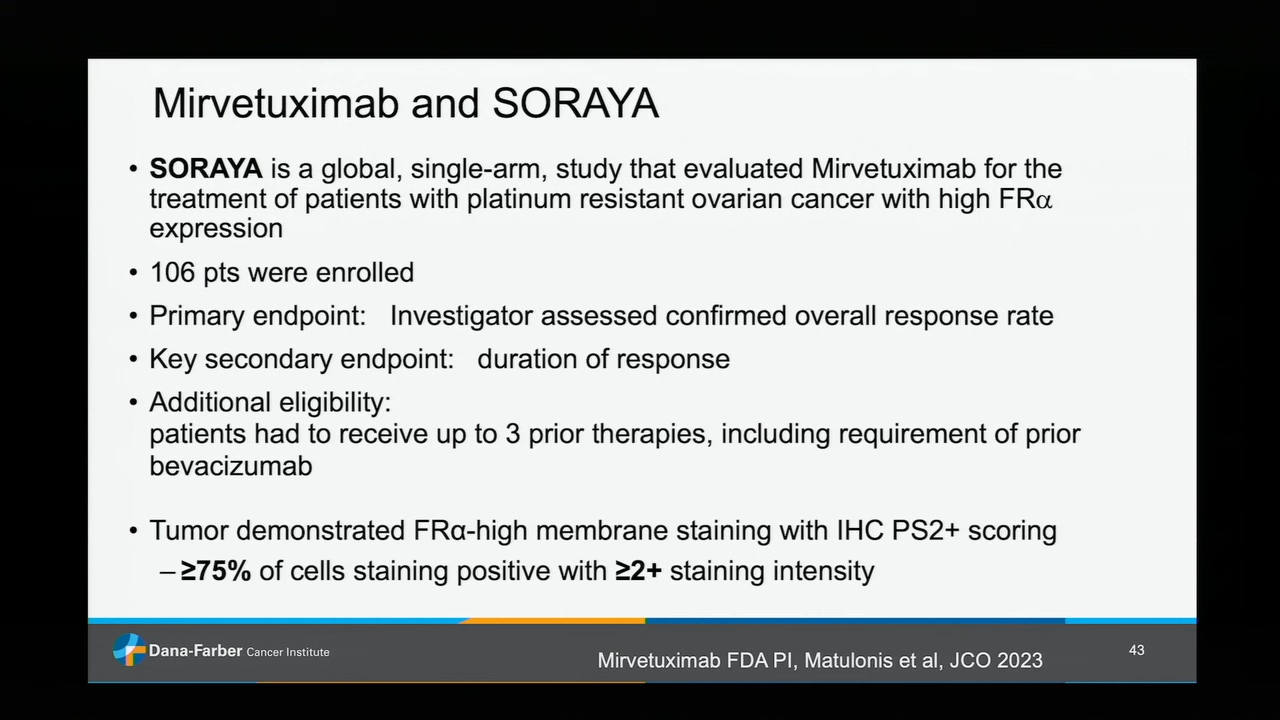 Mirvetuximab and SORAYA
• SORAYA is a global, single-arm, study that evaluated Mirvetuximab for the
treatment of patients with platinum resistant ovarian cancer with high FRα
expression
• 106 pts were enrolled
• Primary endpoint: Investigator assessed confirmed overall response rate
• Key secondary endpoint: duration of response
• Additional eligibility:
patients had to receive up to 3 prior therapies, including requirement of prior
bevacizumab
• Tumor demonstrated FRα-high membrane staining with IHC PS2+ scoring
– ≥75% of cells staining positive with ≥2+ staining intensity
Dana-Farber Cancer Institute
Mirvetuximab FDA PI, Matulonis et al, JCO 2023
43